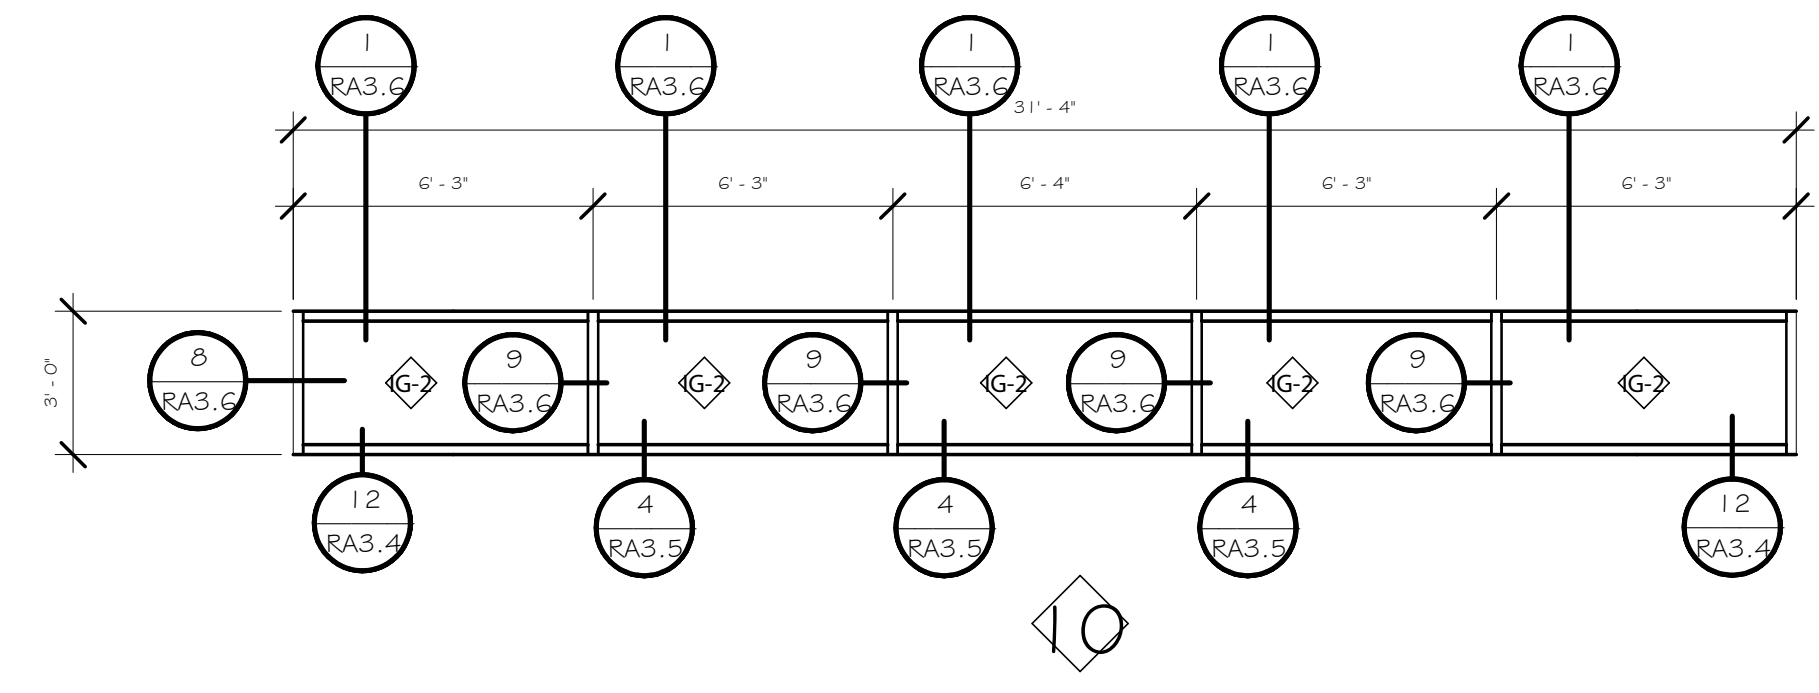 1
RA3.6
1
RA3.6
1
RA3.6
1
RA3.6
1
RA3.6
31' - 4"
6' - 3"
6' - 3"
6' - 4"
6' - 3"
6' - 3"
3' - 0"
8
RA3.6
IG-2
9
RA3.6
IG-2
9
RA3.6
IG-2
9
RA3.6
IG-2
9
RA3.6
IG-2
12
RA3.4
4
RA3.5
4
RA3.5
4
RA3.5
12
RA3.4
10